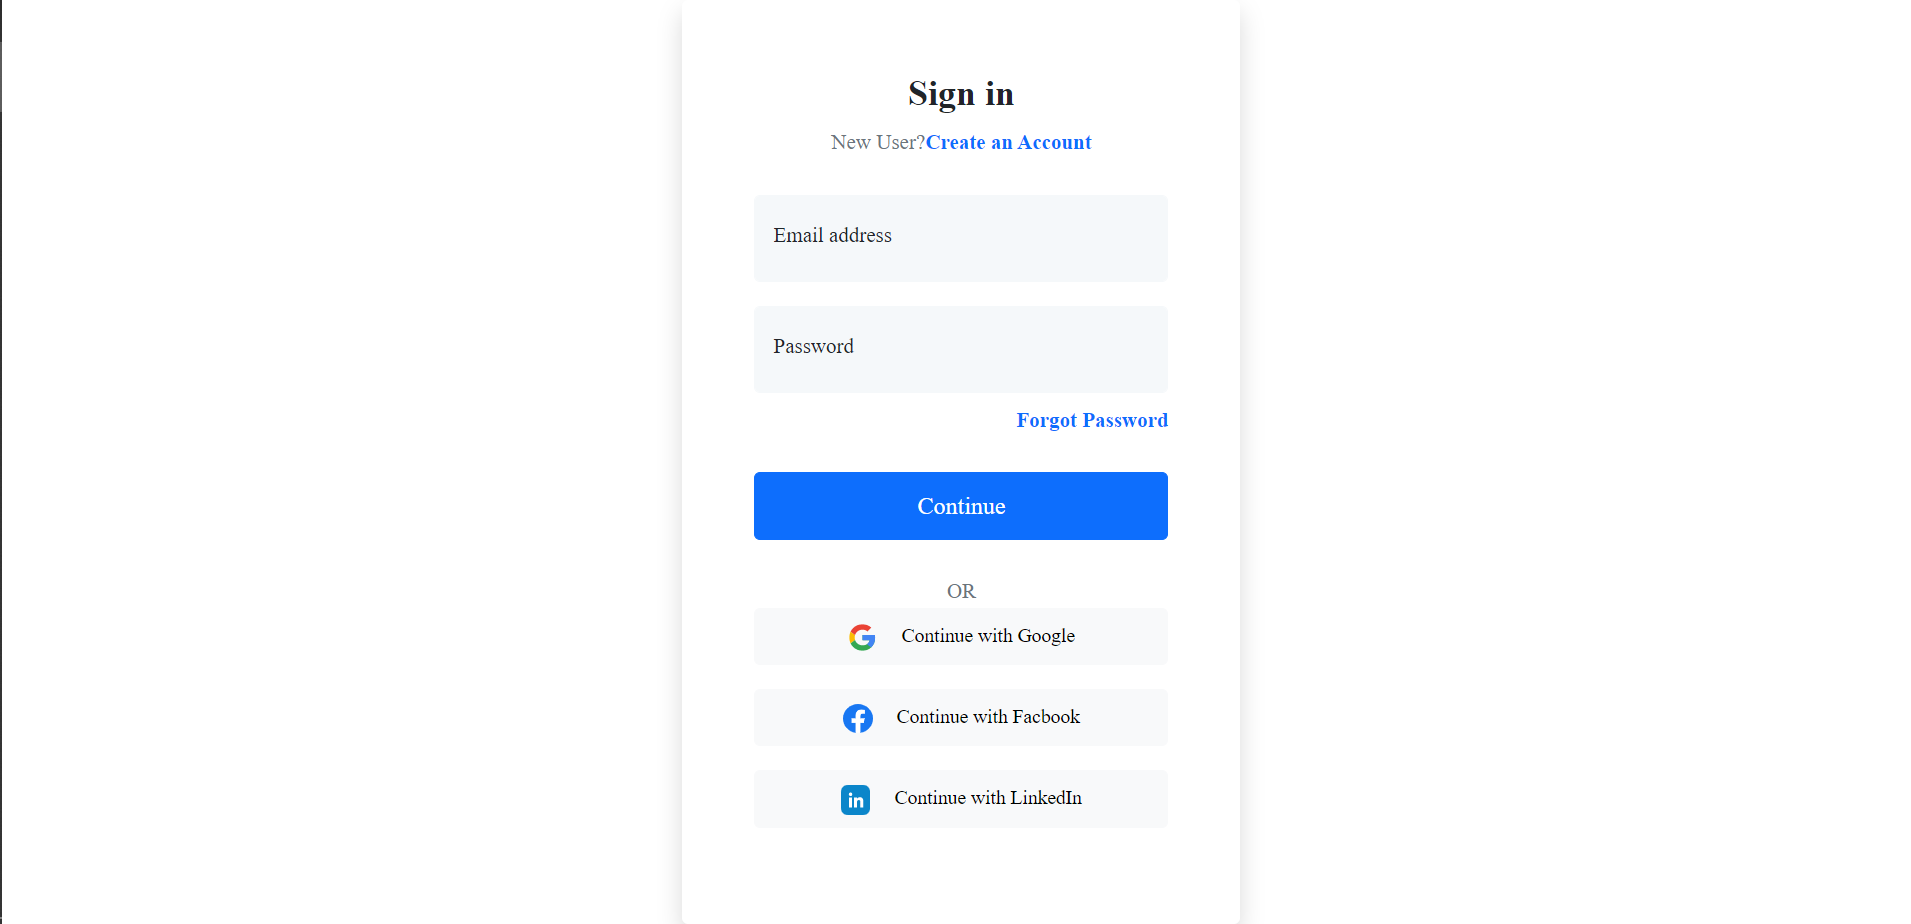 Sign in
New User?Create an Account
Email address
Password
Forgot Password
Continue
OR
Continue with Google
Continue with Facbook
in Continue with LinkedIn